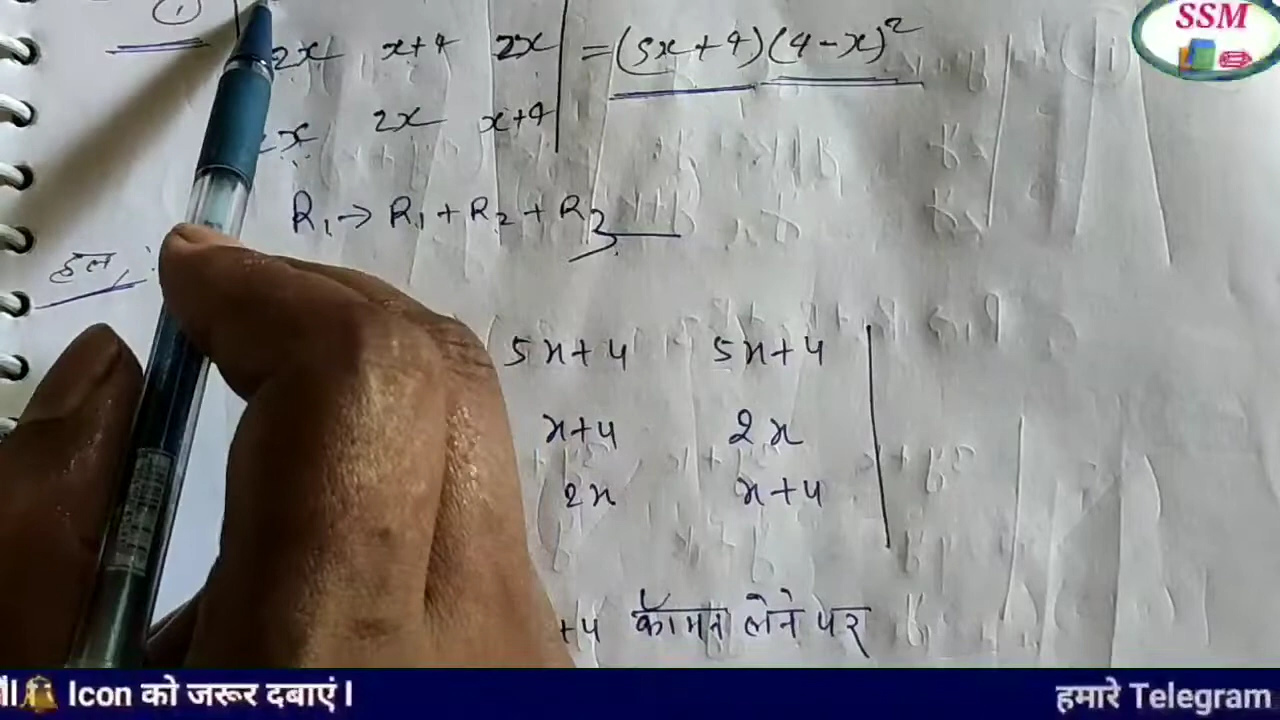 ①
SSM
2x x+4 2x = (5x+4)(4-x)²
2x 2x x+4
R₁→ R₁ + R₂ + R₃
हल,:
5x+4 5x+4
x+4 2x
2x x+4
+4 कॉमन लेने पर
Icon को जरूर दबाएं l
हमारे Telegram